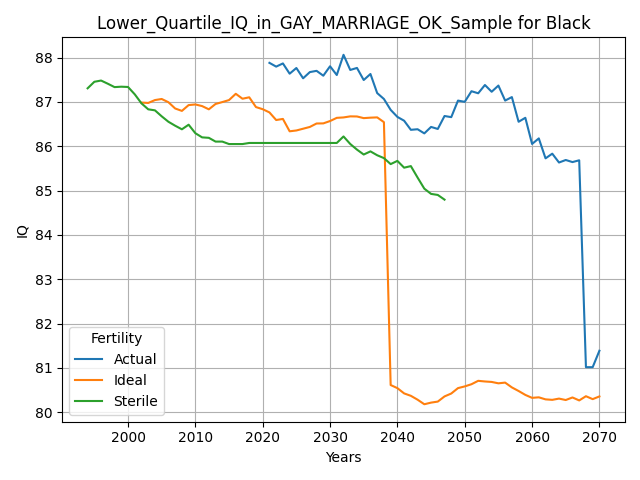 Lower_Quartile_IQ_in_GAY_MARRIAGE_OK_Sample for Black
IQ
88
87
86
85
84
83
82
81
80
Fertility
Actual
Ideal
Sterile
2000 2010 2020 2030 2040 2050 2060 2070
Years